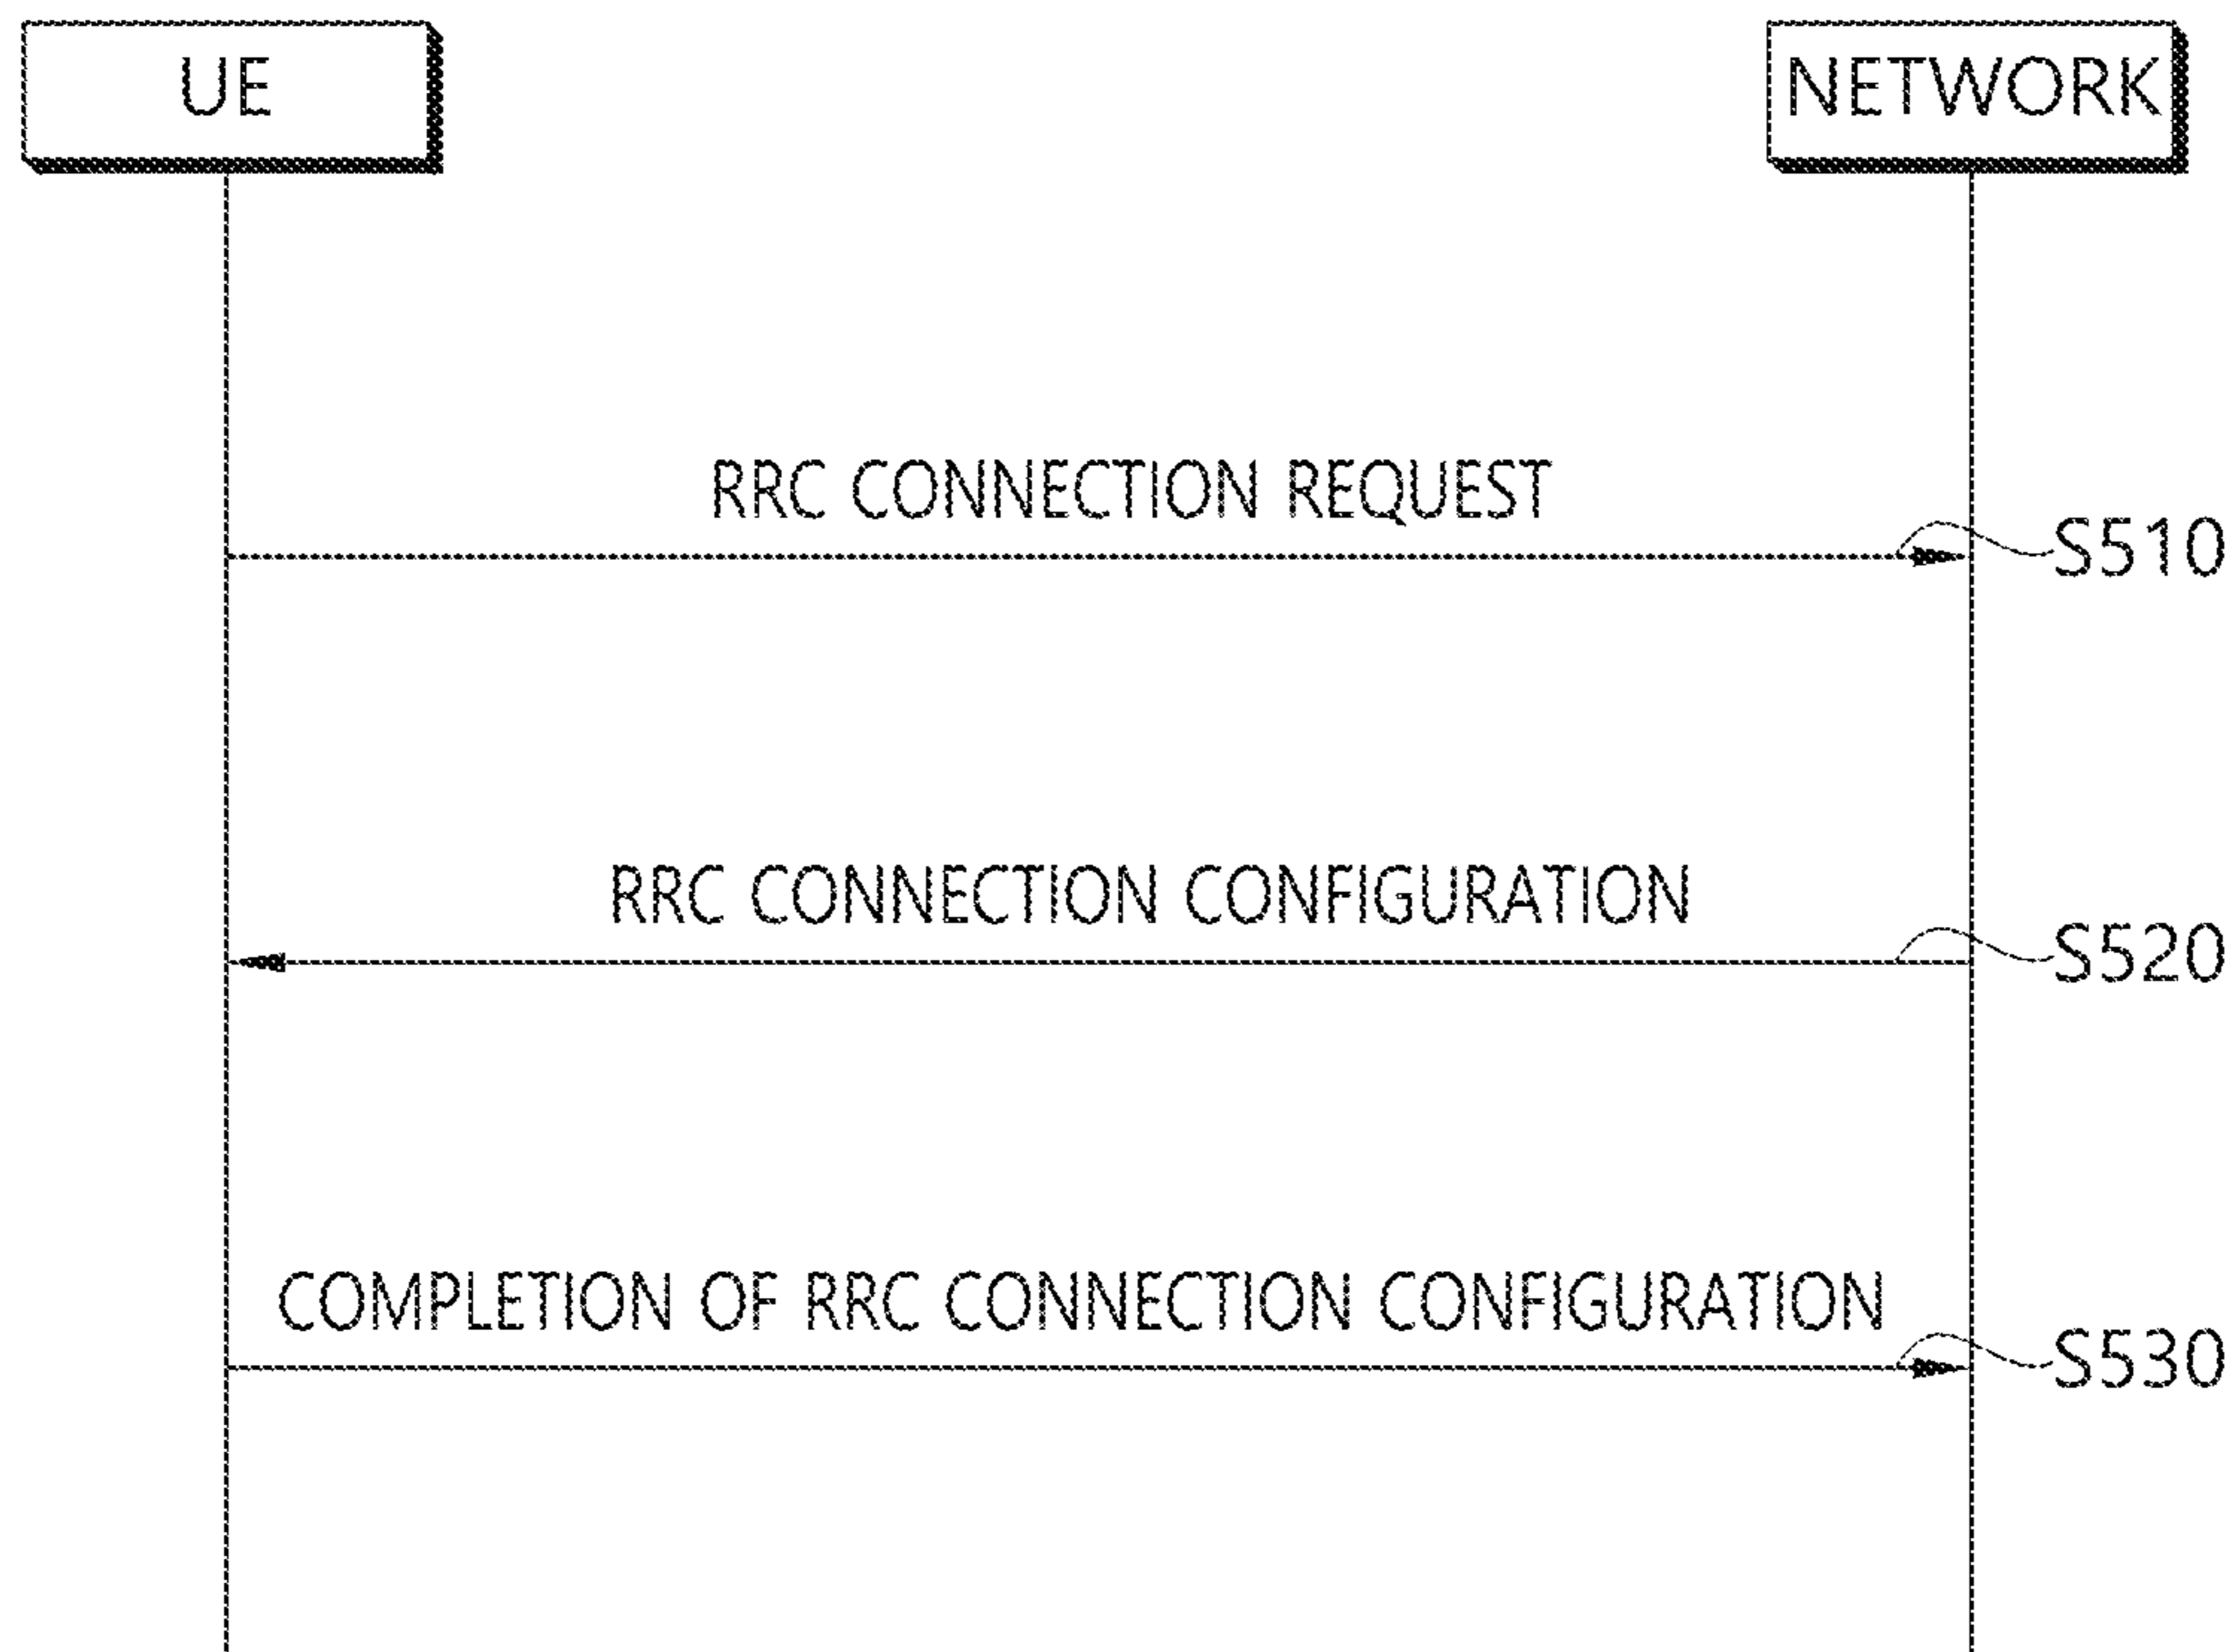 UE
NETWORK
RRC CONNECTION REQUEST
S510
RRC CONNECTION CONFIGURATION
S520
COMPLETION OF RRC CONNECTION CONFIGURATION
S530